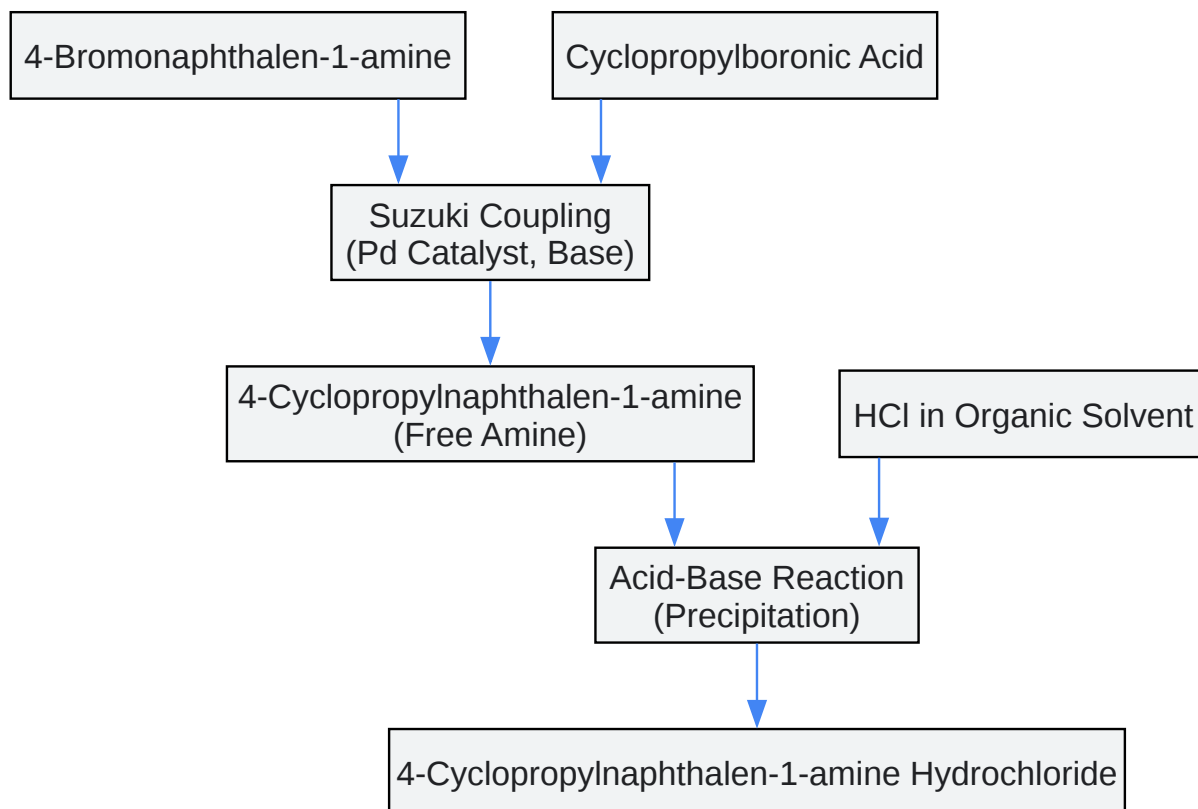 4-Bromonaphthalen-1-amine
Cyclopropylboronic Acid
Suzuki Coupling
(Pd Catalyst, Base)
4-Cyclopropylnaphthalen-1-amine
(Free Amine)
HCl in Organic Solvent
Acid-Base Reaction
(Precipitation)
4-Cyclopropylnaphthalen-1-amine Hydrochloride